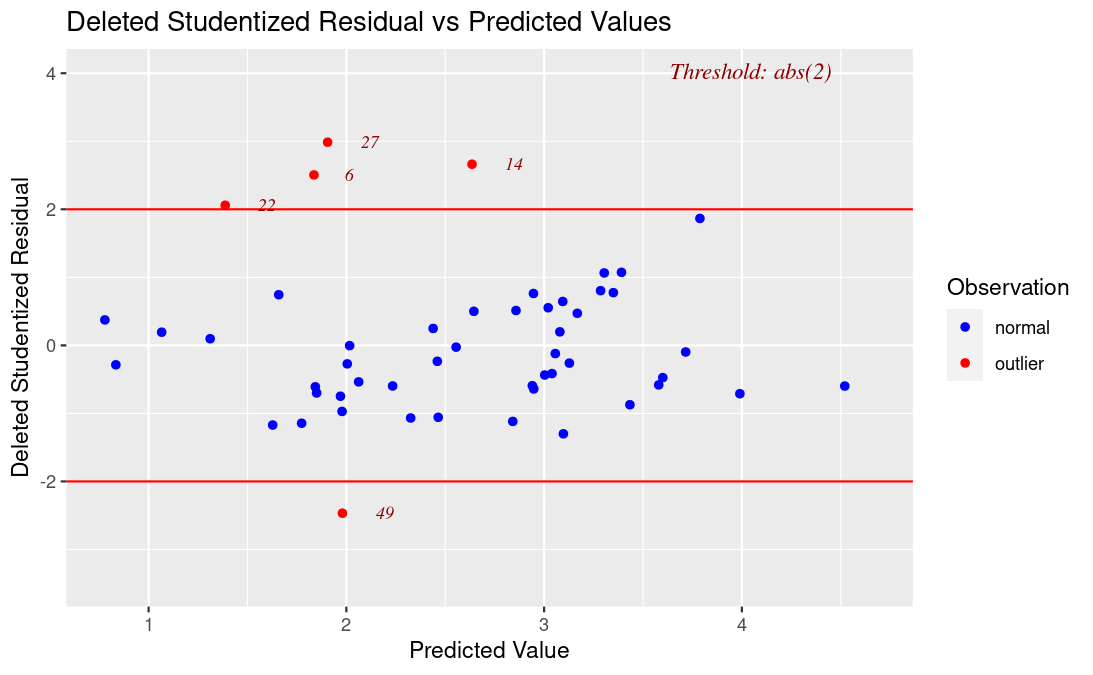 Deleted Studentized Residual vs Predicted Values
Threshold: abs(2)
4
2
0
-2
Deleted Studentized Residual
27
6
14
22
49
1
2
3
4
Predicted Value
Observation
normal
outlier